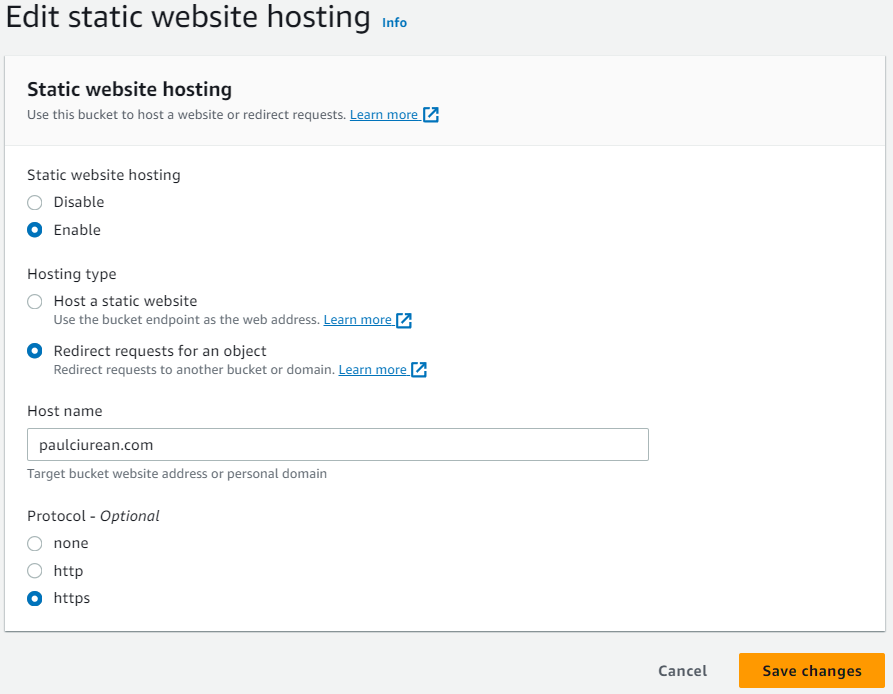 Edit static website hosting Info
Static website hosting
Use this bucket to host a website or redirect requests. Learn more
Static website hosting
Disable
Enable
Hosting type
Host a static website
Use the bucket endpoint as the web address. Learn more
Redirect requests for an object
Redirect requests to another bucket or domain. Learn more
Host name
paulciurean.com
Target bucket website address or personal domain
Protocol - Optional
none
http
https
Cancel Save changes